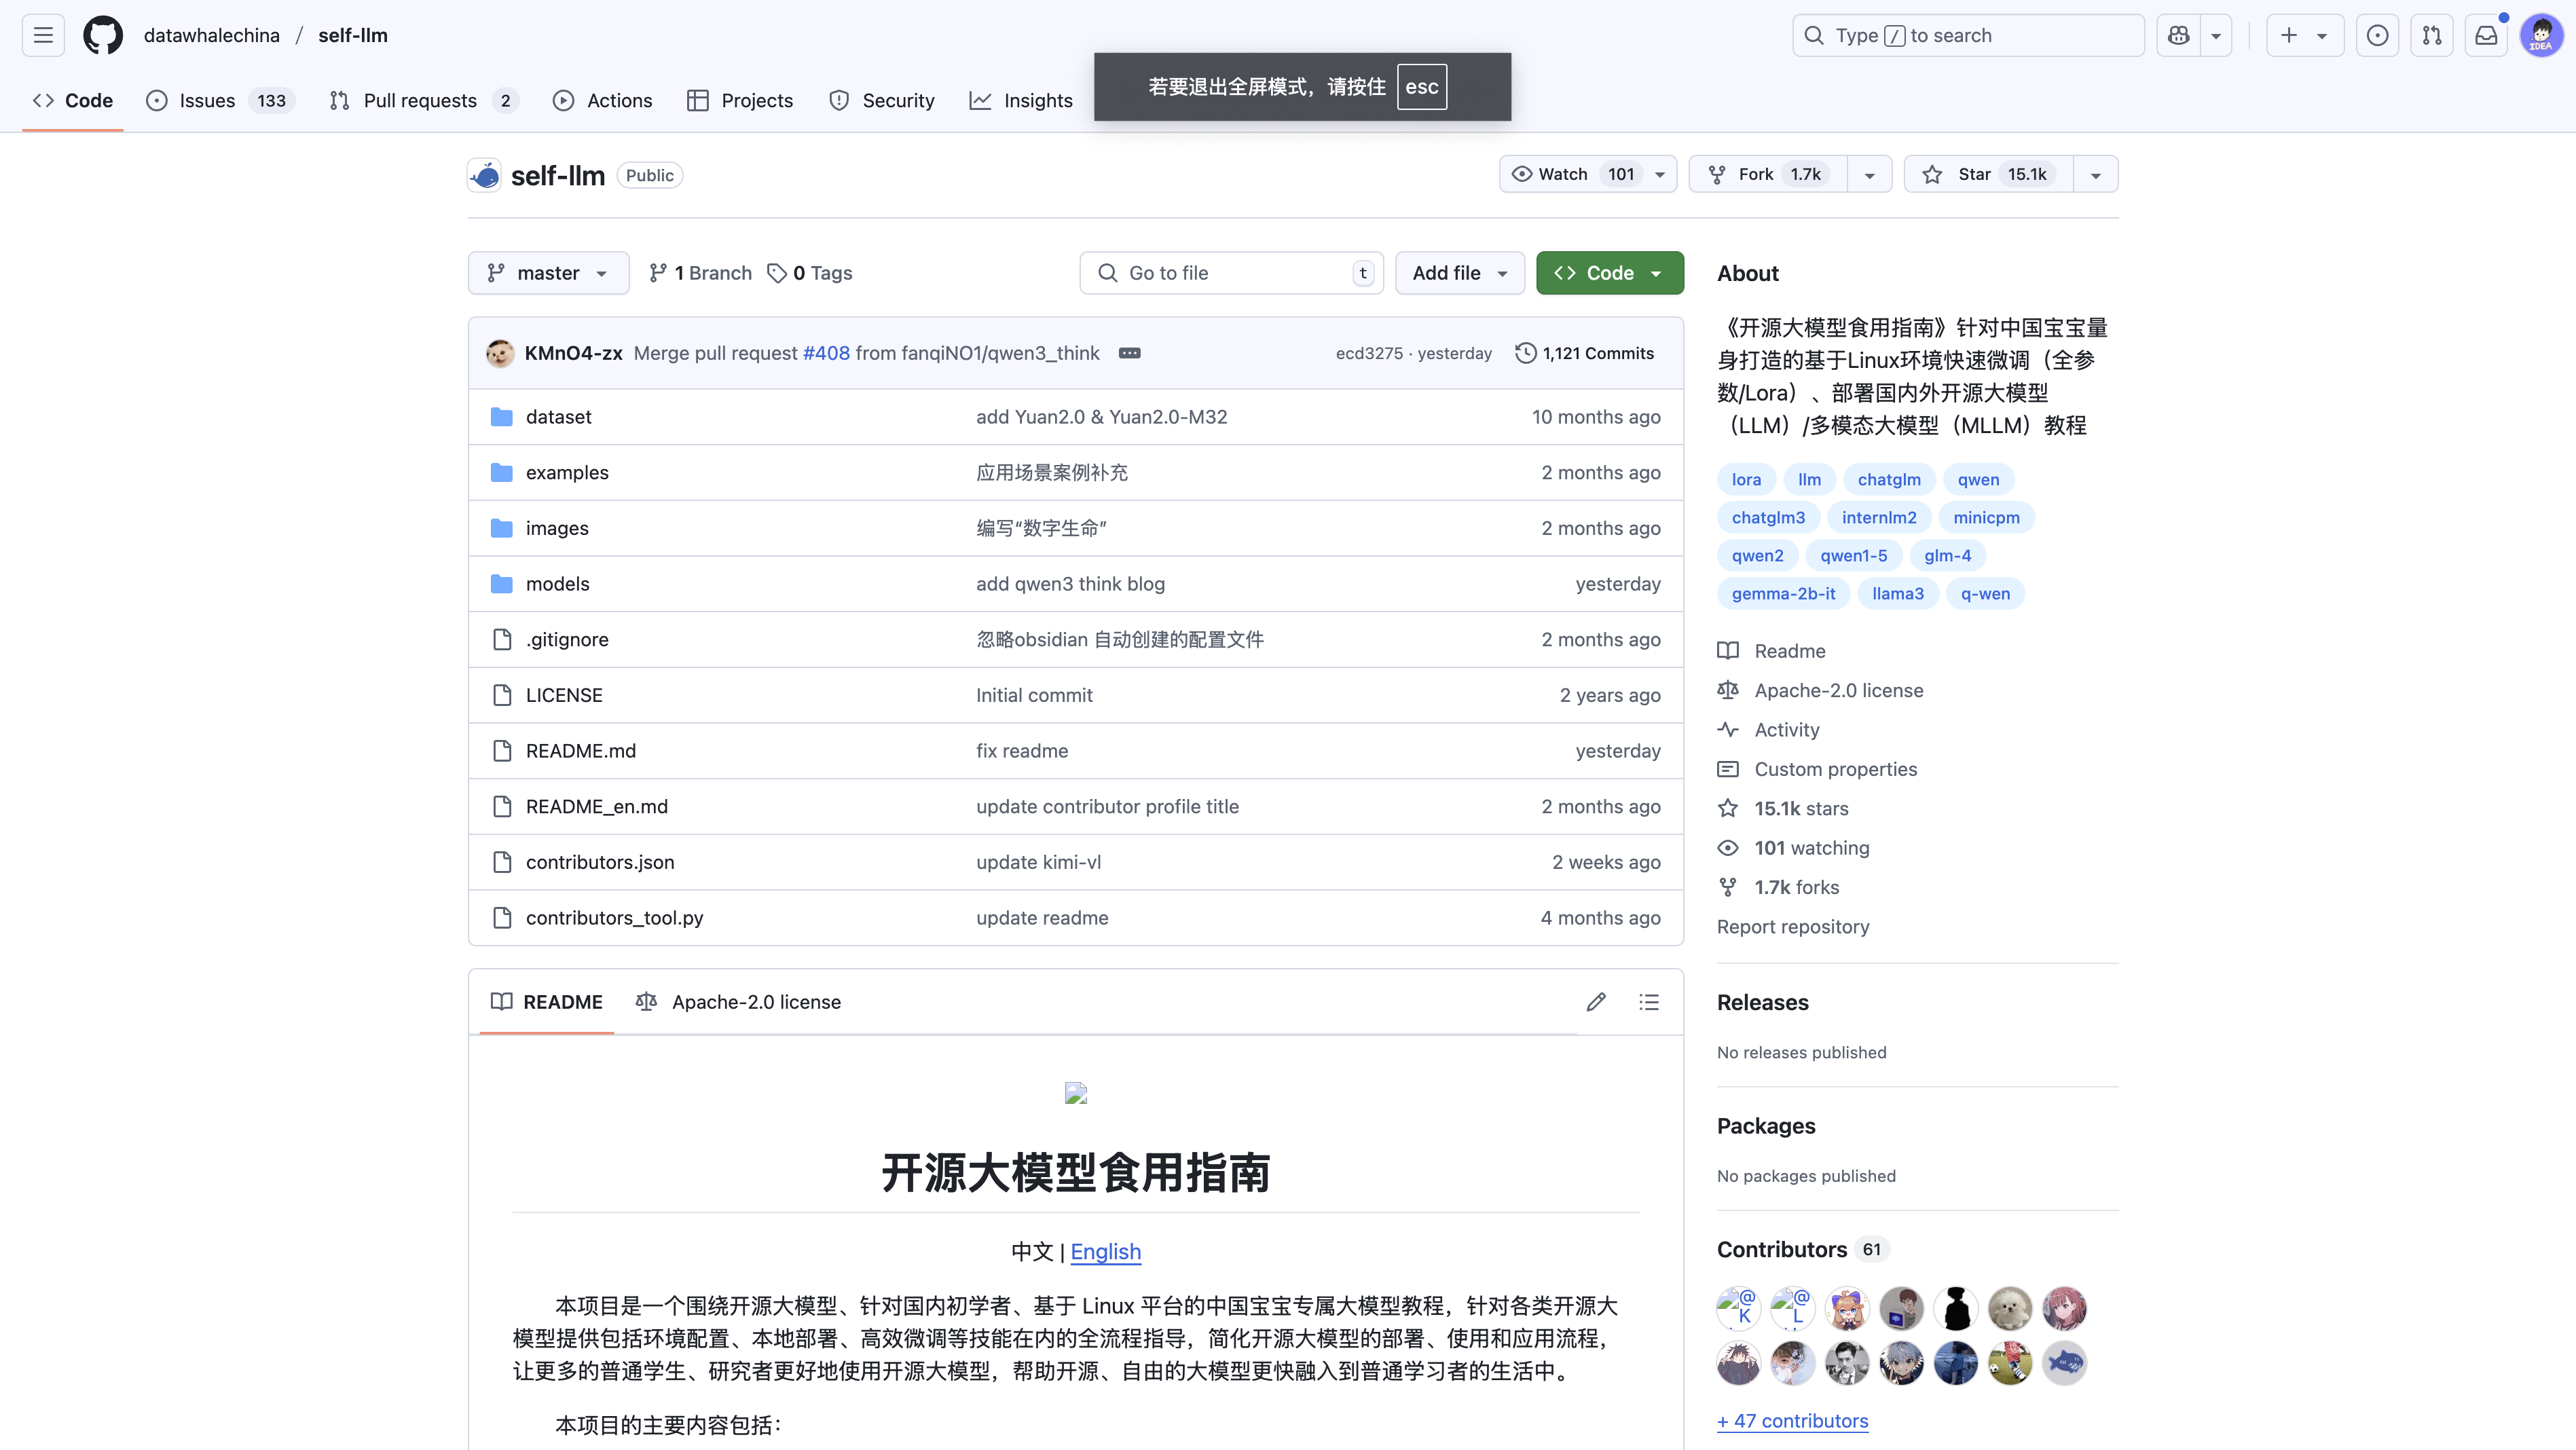 datawhalechina / self-llm
Type / to search
Code
Issues 133
Pull requests 2
Actions
Projects
Security
Insights
若要退出全屏模式，请按住 esc
IDEA
self-llm Public
Watch 101
Fork 1.7k
Star 15.1k
master
1 Branch
0 Tags
Go to file t
Add file
Code
KMnO4-zx Merge pull request #408 from fanqiNO1/qwen3_think
ecd3275 · yesterday
1,121 Commits
dataset add Yuan2.0 & Yuan2.0-M32 10 months ago
examples 应用场景案例补充 2 months ago
images 编写“数字生命” 2 months ago
models add qwen3 think blog yesterday
.gitignore 忽略obsidian 自动创建的配置文件 2 months ago
LICENSE Initial commit 2 years ago
README.md fix readme yesterday
README_en.md update contributor profile title 2 months ago
contributors.json update kimi-vl 2 weeks ago
contributors_tool.py update readme 4 months ago
README
Apache-2.0 license
开源大模型食用指南
中文 | English
本项目是一个围绕开源大模型、针对国内初学者、基于 Linux 平台的中国宝宝专属大模型教程，针对各类开源大
模型提供包括环境配置、本地部署、高效微调等技能在内的全流程指导，简化开源大模型的部署、使用和应用流程，
让更多的普通学生、研究者更好地使用开源大模型，帮助开源、自由的大模型更快融入到普通学习者的生活中。
本项目的主要内容包括：
About
《开源大模型食用指南》针对中国宝宝量
身打造的基于Linux环境快速微调（全参
数/Lora）、部署国内外开源大模型
（LLM）/多模态大模型（MLLM）教程
lora llm chatglm qwen
chatglm3 internlm2 minicpm
qwen2 qwen1-5 glm-4
gemma-2b-it llama3 q-wen
Readme
Apache-2.0 license
Activity
Custom properties
15.1k stars
101 watching
1.7k forks
Report repository
Releases
No releases published
Packages
No packages published
Contributors 61
@K
@L
+ 47 contributors